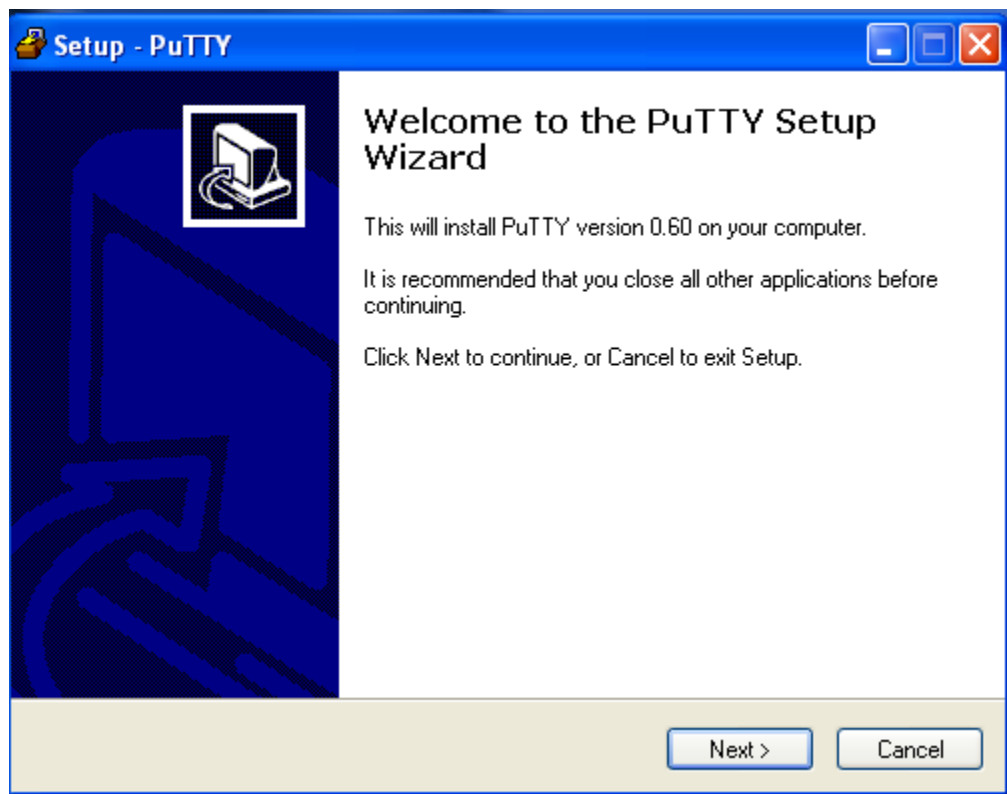 Setup - PuTTY
Welcome to the PuTTY Setup
Wizard
This will install PuTTY version 0.60 on your computer.
It is recommended that you close all other applications before
continuing.
Click Next to continue, or Cancel to exit Setup.
Next >
Cancel